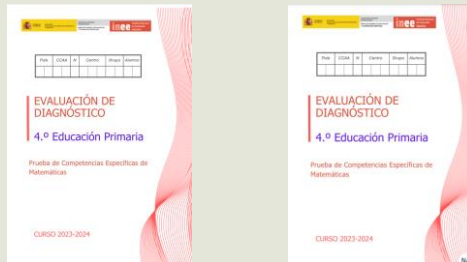 inee
País CCAA N Centro Grupo Alumno
EVALUACIÓN DE
DIAGNÓSTICO
4.º Educación Primaria
Prueba de Competencias Específicas de
Matemáticas
CURSO 2023-2024
inee
País CCAA N Centro Grupo Alumno
EVALUACIÓN DE
DIAGNÓSTICO
4.º Educación Primaria
Prueba de Competencias Específicas de
Matemáticas
CURSO 2023-2024